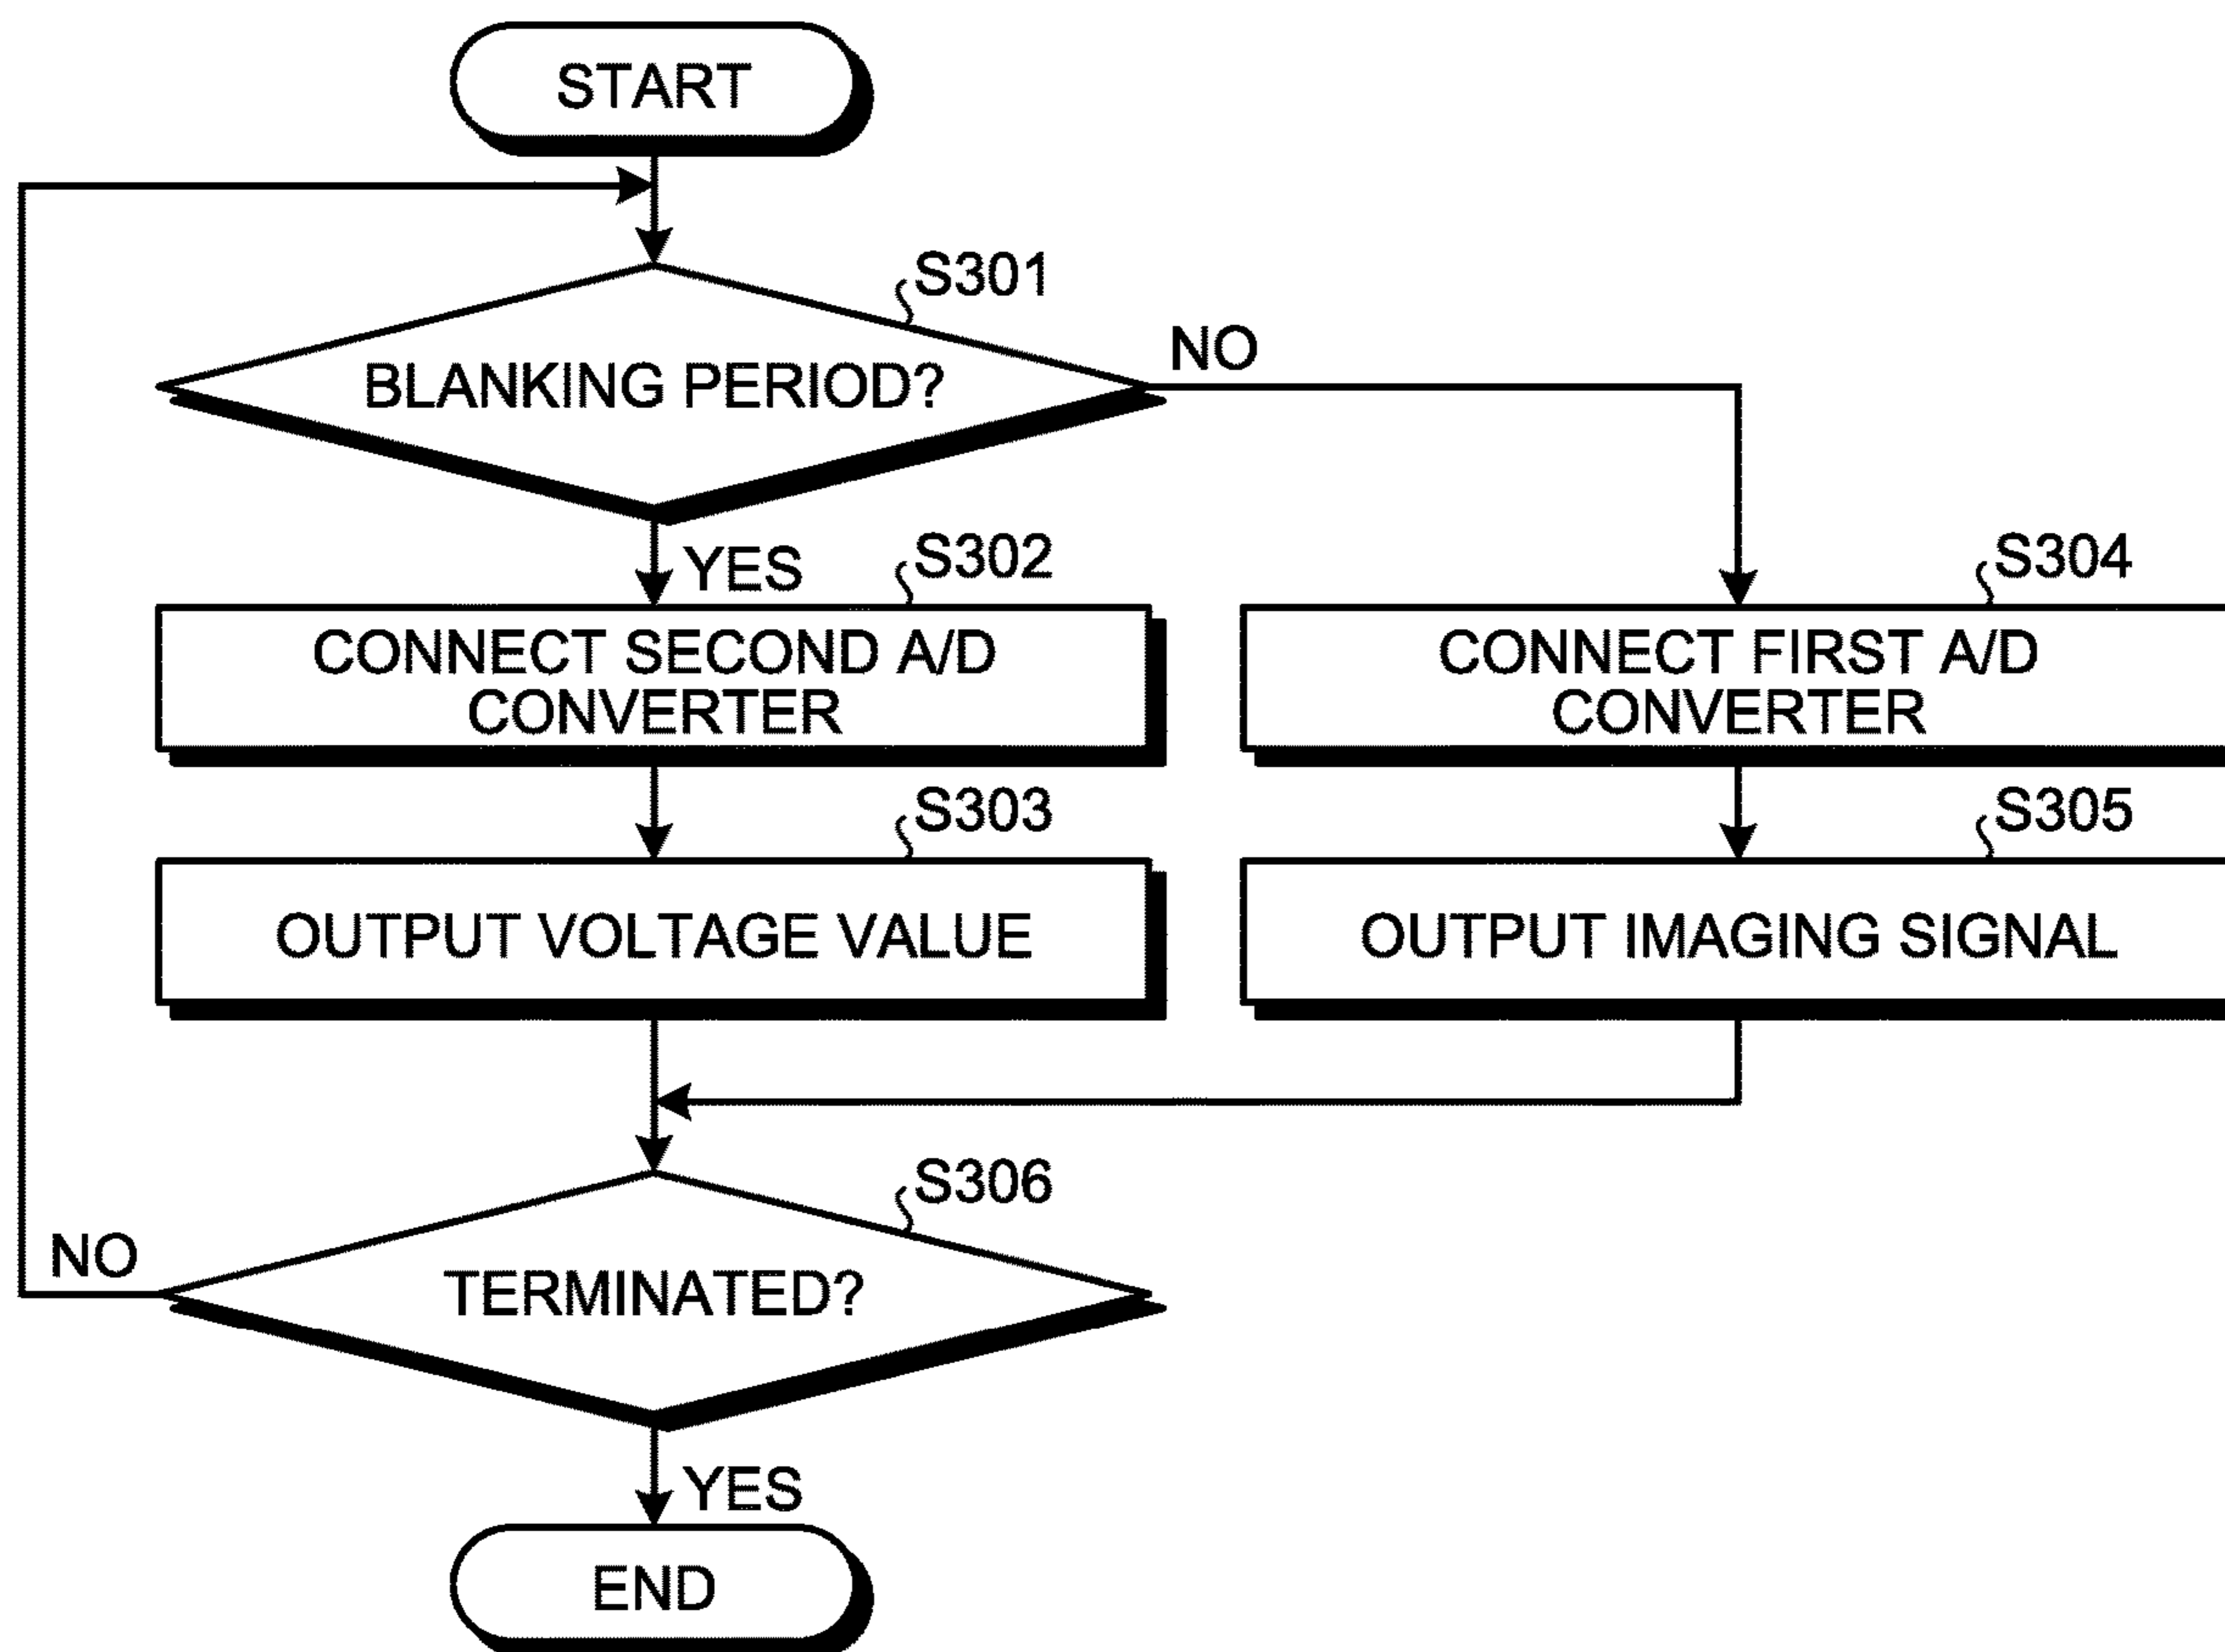 START
S301
BLANKING PERIOD?
NO
YES
S302
CONNECT SECOND A/D
CONVERTER
S304
CONNECT FIRST A/D
CONVERTER
S303
OUTPUT VOLTAGE VALUE
S305
OUTPUT IMAGING SIGNAL
S306
TERMINATED?
NO
YES
END